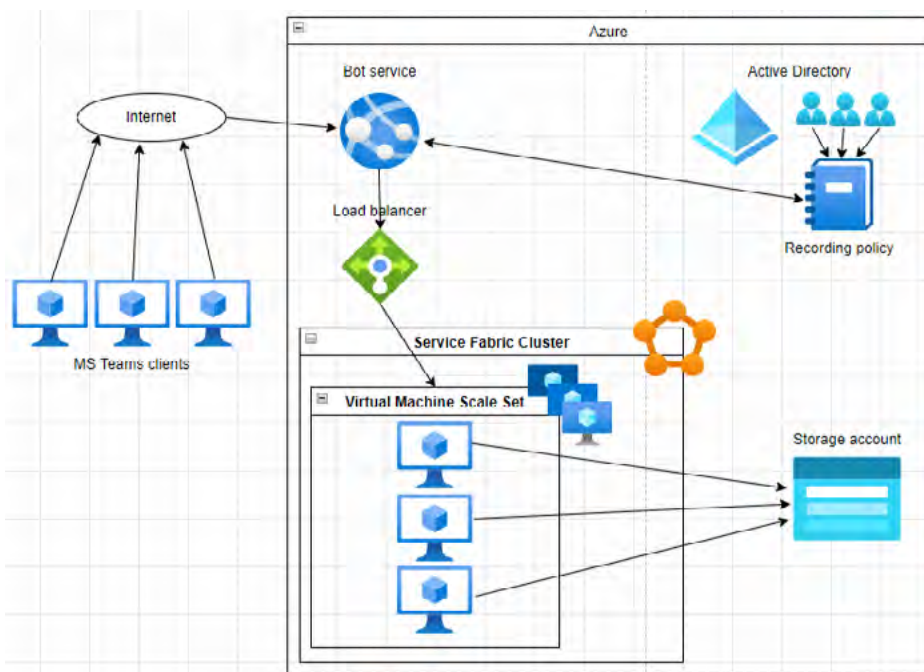 Azure
Bot service
Active Directory
Internet
Load balancer
Recording policy
MS Teams clients
Service Fabric Cluster
Virtual Machine Scale Set
Storage account